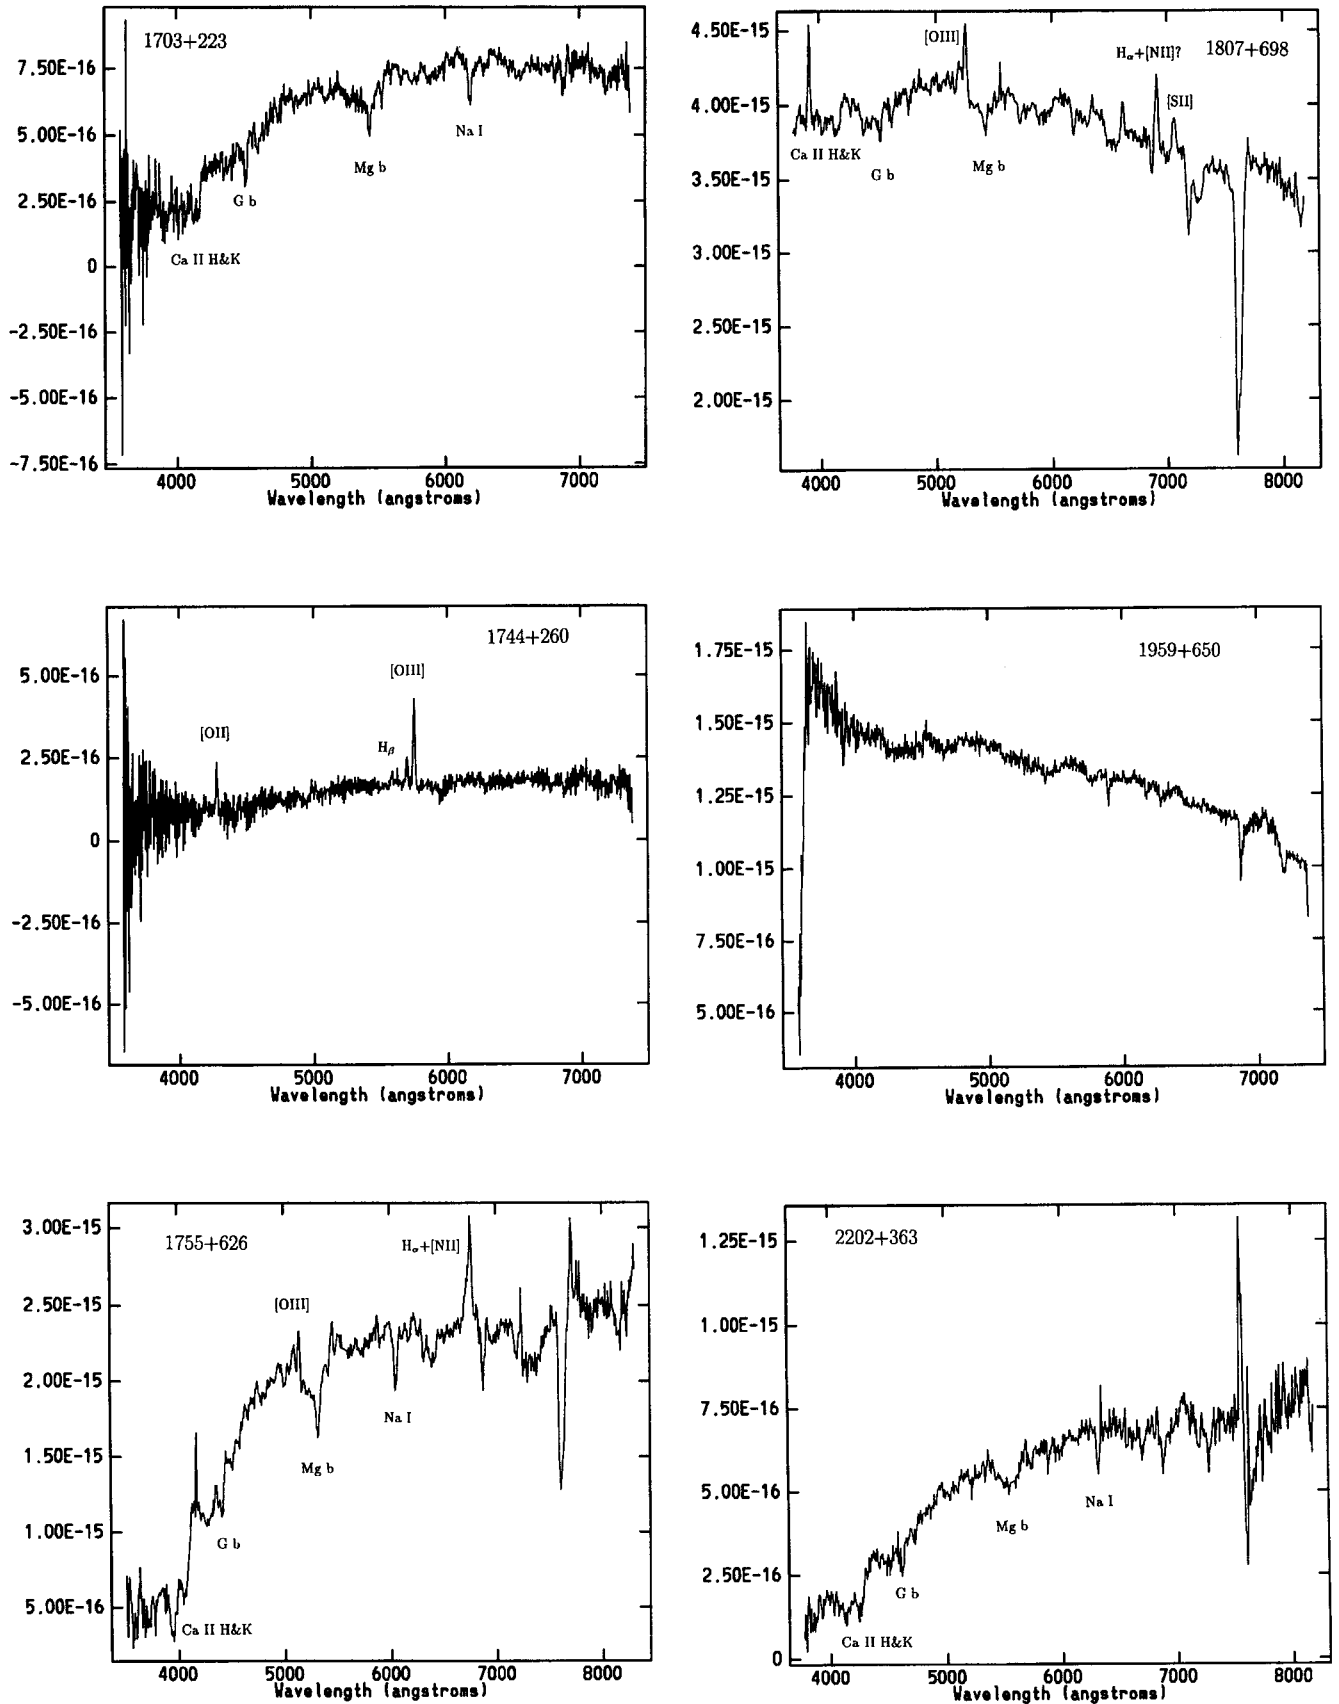 1703+223
7.50E-16
5.00E-16
2.50E-16
0
-2.50E-16
-5.00E-16
-7.50E-16
Na I
Mg b
G b
Ca II H&K
4000 5000 6000 7000
Wavelength (angstroms)
1807+698
4.50E-15
4.00E-15
3.50E-15
3.00E-15
2.50E-15
2.00E-15
[OIII]
Hα+[NII]?
[SII]
Ca II H&K
G b
Mg b
4000 5000 6000 7000 8000
Wavelength (angstroms)
1744+260
5.00E-16
2.50E-16
0
-2.50E-16
-5.00E-16
[OIII]
[OII]
Hβ
4000 5000 6000 7000
Wavelength (angstroms)
1959+650
1.75E-15
1.50E-15
1.25E-15
1.00E-15
7.50E-16
5.00E-16
4000 5000 6000 7000
Wavelength (angstroms)
1755+626
3.00E-15
2.50E-15
2.00E-15
1.50E-15
1.00E-15
5.00E-16
Hα+[NII]
[OIII]
Na I
Mg b
G b
Ca II H&K
4000 5000 6000 7000 8000
Wavelength (angstroms)
2202+363
1.25E-15
1.00E-15
7.50E-16
5.00E-16
2.50E-16
0
Na I
Mg b
G b
Ca II H&K
4000 5000 6000 7000 8000
Wavelength (angstroms)